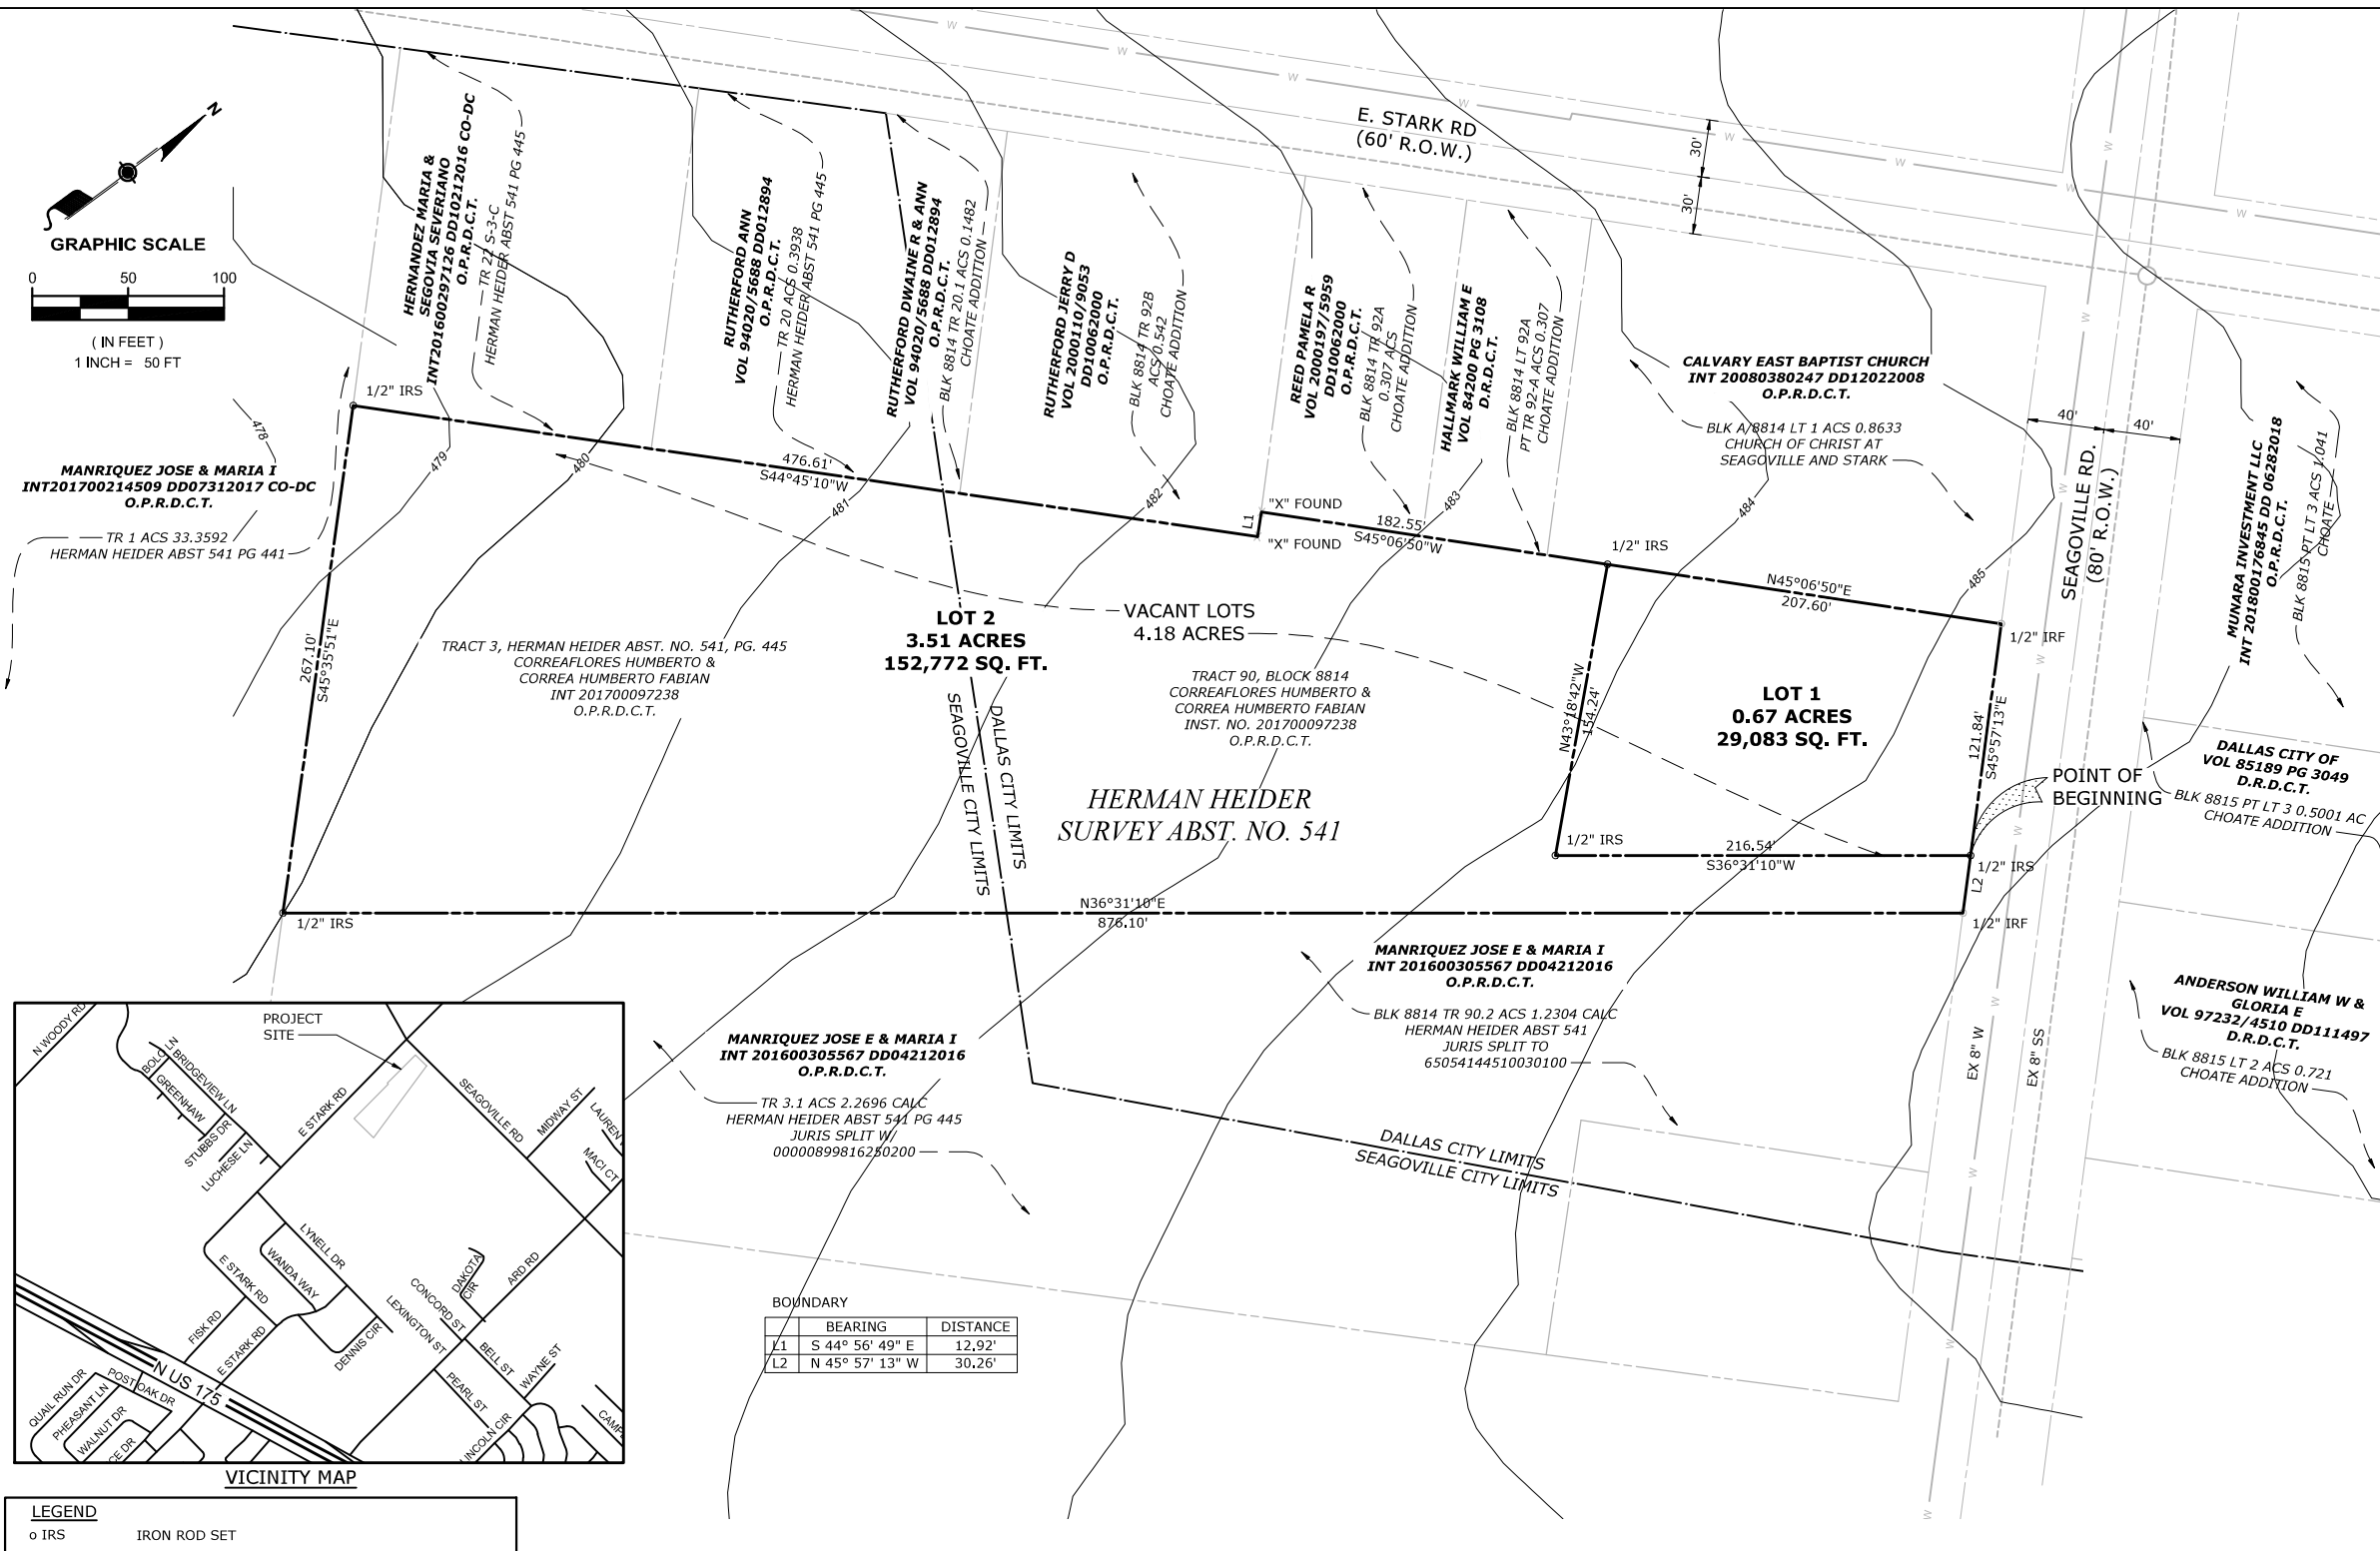 N
GRAPHIC SCALE
0 50 100
( IN FEET )
1 INCH = 50 FT
E. STARK RD
(60' R.O.W.)
30'
30'
HERNANDEZ MARIA &
SEGOVIA SEVERIANO
INT201600297126 DD10212016 CO-DC
O.P.R.D.C.T.
TR 22 S-3-C
HERMAN HEIDER ABST 541 PG 445
RUTHERFORD ANN
VOL 94020/5688 DD012894
O.P.R.D.C.T.
TR 20 ACS 0.3938
HERMAN HEIDER ABST 541 PG 445
RUTHERFORD DWAINE R & ANN
VOL 94020/5688 DD012894
O.P.R.D.C.T.
BLK 8814 TR 20.1 ACS 0.1482
CHOATE ADDITION
RUTHERFORD JERRY D
VOL 2000110/9053
DD10062000
O.P.R.D.C.T.
BLK 8814 TR 92B
ACS 0.542
CHOATE ADDITION
REED PAMELA R
VOL 2000197/5959
DD10062000
O.P.R.D.C.T.
BLK 8814 TR 92A
0.307 ACS
CHOATE ADDITION
HALLMARK WILLIAM E
VOL 84200 PG 3108
D.R.D.C.T.
BLK 8814 LT 92A
PT TR 92-A ACS 0.307
CHOATE ADDITION
CALVARY EAST BAPTIST CHURCH
INT 20080380247 DD12022008
O.P.R.D.C.T.
BLK A/8814 LT 1 ACS 0.8633
CHURCH OF CHRIST AT
SEAGOVILLE AND STARK
40'
40'
SEAGOVILLE RD.
(80' R.O.W.)
MUNARA INVESTMENT LLC
INT 201800176845 DD 06282018
O.P.R.D.C.T.
BLK 8815 PT LT 3 ACS 1.041
CHOATE
MANRIQUEZ JOSE & MARIA I
INT201700214509 DD07312017 CO-DC
O.P.R.D.C.T.
TR 1 ACS 33.3592
HERMAN HEIDER ABST 541 PG 441
478
479
480
481
482
483
484
485
1/2" IRS
476.61'
S44°45'10"W
L1
"X" FOUND
"X" FOUND
182.55'
S45°06'50"W
1/2" IRS
N45°06'50"E
207.60'
1/2" IRF
267.10'
S45°35'51"E
TRACT 3, HERMAN HEIDER ABST. NO. 541, PG. 445
CORREAFLORES HUMBERTO &
CORREA HUMBERTO FABIAN
INT 201700097238
O.P.R.D.C.T.
LOT 2
3.51 ACRES
152,772 SQ. FT.
VACANT LOTS
4.18 ACRES
TRACT 90, BLOCK 8814
CORREAFLORES HUMBERTO &
CORREA HUMBERTO FABIAN
INST. NO. 201700097238
O.P.R.D.C.T.
SEAGOVILLE CITY LIMITS
DALLAS CITY LIMITS
HERMAN HEIDER
SURVEY ABST. NO. 541
N43°18'42"W
154.24'
LOT 1
0.67 ACRES
29,083 SQ. FT.
121.84'
S45°57'13"E
POINT OF
BEGINNING
DALLAS CITY OF
VOL 85189 PG 3049
D.R.D.C.T.
BLK 8815 PT LT 3 0.5001 AC
CHOATE ADDITION
1/2" IRS
216.54'
S36°31'10"W
1/2" IRS
L2
1/2" IRS
N36°31'10"E
876.10'
1/2" IRF
MANRIQUEZ JOSE E & MARIA I
INT 201600305567 DD04212016
O.P.R.D.C.T.
BLK 8814 TR 90.2 ACS 1.2304 CALC
HERMAN HEIDER ABST 541
JURIS SPLIT TO
65054144510030100
MANRIQUEZ JOSE E & MARIA I
INT 201600305567 DD04212016
O.P.R.D.C.T.
TR 3.1 ACS 2.2696 CALC
HERMAN HEIDER ABST 541 PG 445
JURIS SPLIT W/
00000899816250200
DALLAS CITY LIMITS
SEAGOVILLE CITY LIMITS
EX 8" W
EX 8" SS
ANDERSON WILLIAM W &
GLORIA E
VOL 97232/4510 DD111497
D.R.D.C.T.
BLK 8815 LT 2 ACS 0.721
CHOATE ADDITION
PROJECT
SITE
N WOODY RD
LN
BRIDGEVIEW LN
GREENHAW
STUBBS DR
LUCHESE LN
E STARK RD
SEAGOVILLE RD
MIDWAY ST
LAUREN
MACI CT
LYNELL DR
WANDA WAY
E STARK RD
FISK RD
E STARK RD
DENNIS CIR
DAKOTA
CIR
ARD RD
CONCORD ST
LEXINGTON ST
BELL ST
WAYNE ST
PEARL ST
N US 175
QUAIL RUN DR
POST OAK DR
PHEASANT LN
WALNUT DR
CE DR
LINCOLN CIR
VICINITY MAP
BOUNDARY
BEARING DISTANCE
L1 S 44° 56' 49" E 12.92'
L2 N 45° 57' 13" W 30.26'
LEGEND
o IRS IRON ROD SET